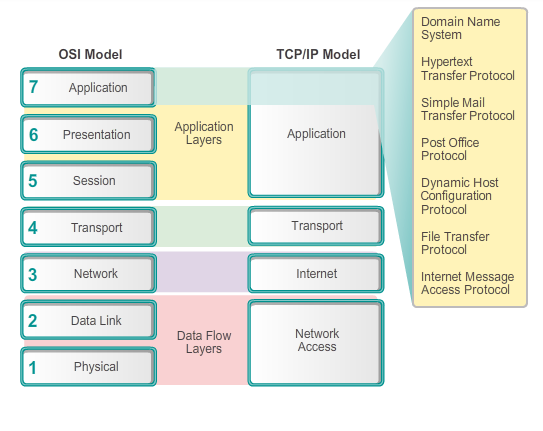 OSI Model
TCP/IP Model
7 Application
6 Presentation
5 Session
4 Transport
3 Network
2 Data Link
1 Physical
Application
Layers
Data Flow
Layers
Application
Transport
Internet
Network
Access
Domain Name
System
Hypertext
Transfer Protocol
Simple Mail
Transfer Protocol
Post Office
Protocol
Dynamic Host
Configuration
Protocol
File Transfer
Protocol
Internet Message
Access Protocol